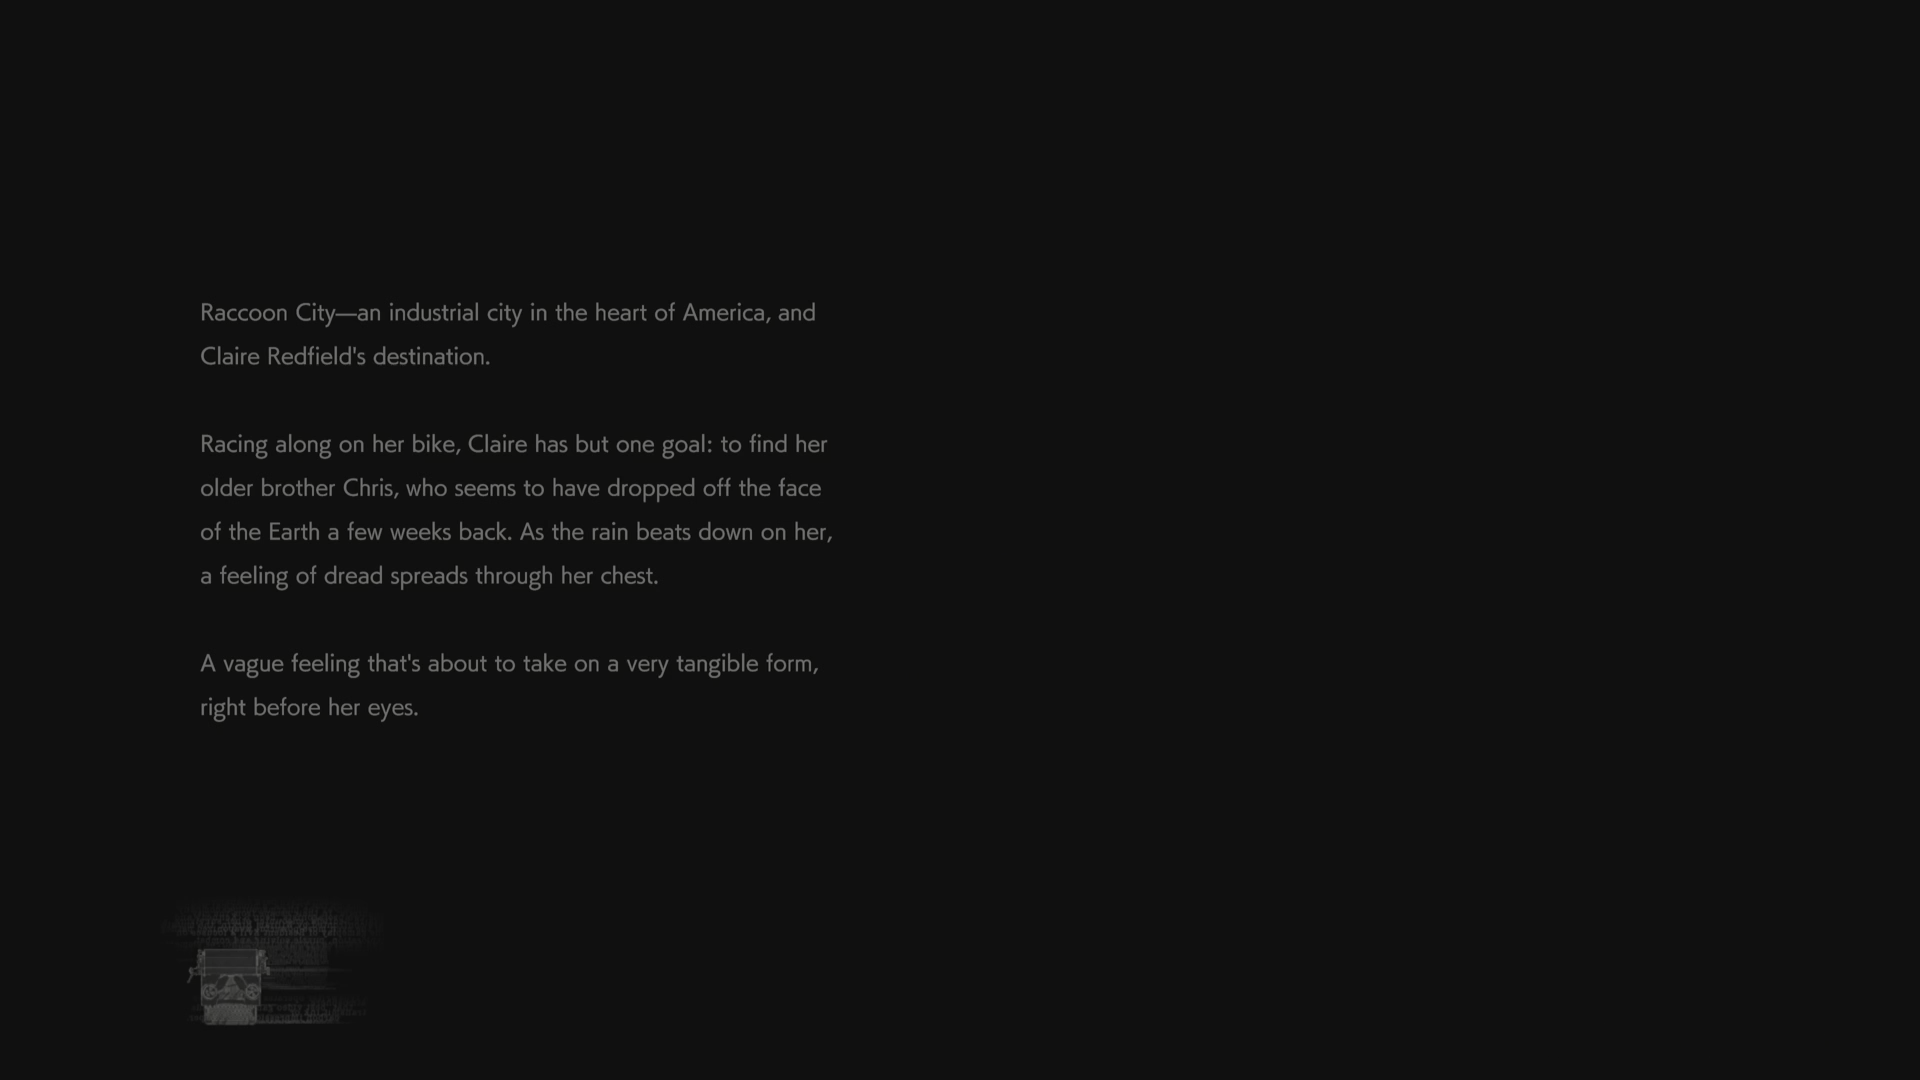 Raccoon City—an industrial city in the heart of America, and
Claire Redfield's destination.
Racing along on her bike, Claire has but one goal: to find her
older brother Chris, who seems to have dropped off the face
of the Earth a few weeks back. As the rain beats down on her,
a feeling of dread spreads through her chest.
A vague feeling that's about to take on a very tangible form,
right before her eyes.